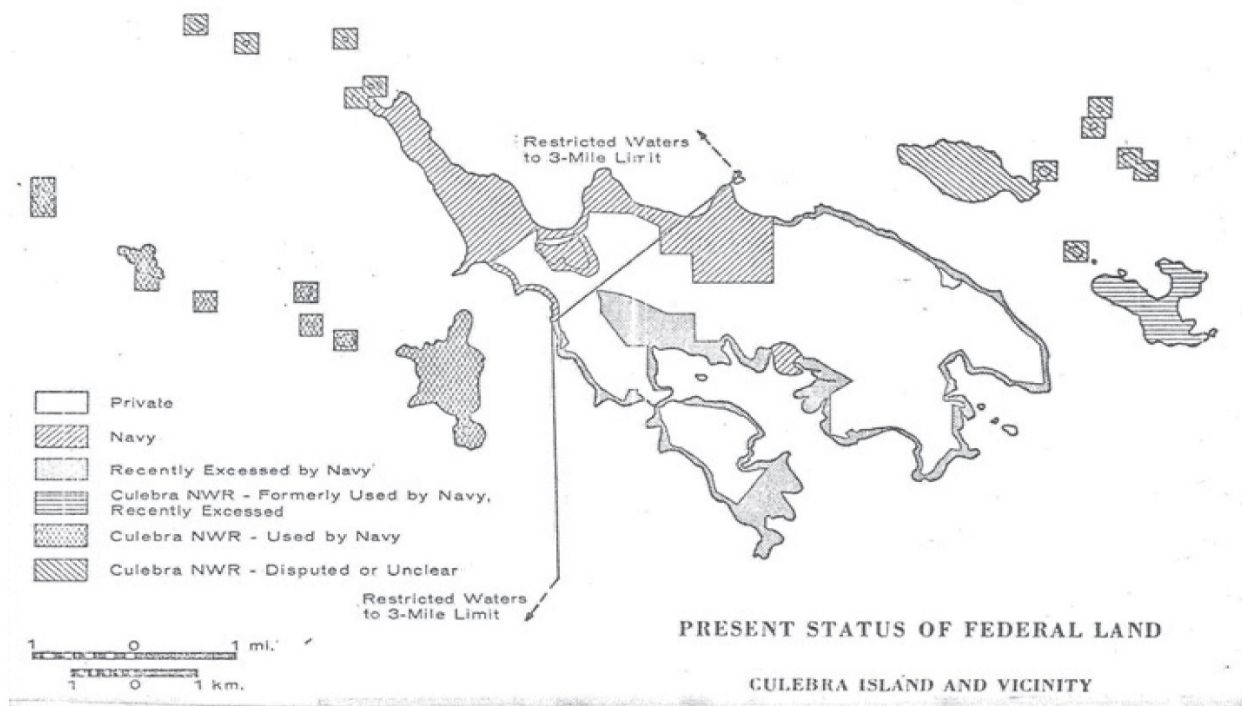 Restricted Waters
to 3-Mile Limit
Private
Navy
Recently Excessed by Navy
Culebra NWR - Formerly Used by Navy,
Recently Excessed
Culebra NWR - Used by Navy
Culebra NWR - Disputed or Unclear
Restricted Waters
to 3-Mile Limit
1 0 1 mi.
1 0 1 km.
PRESENT STATUS OF FEDERAL LAND
CULEBRA ISLAND AND VICINITY